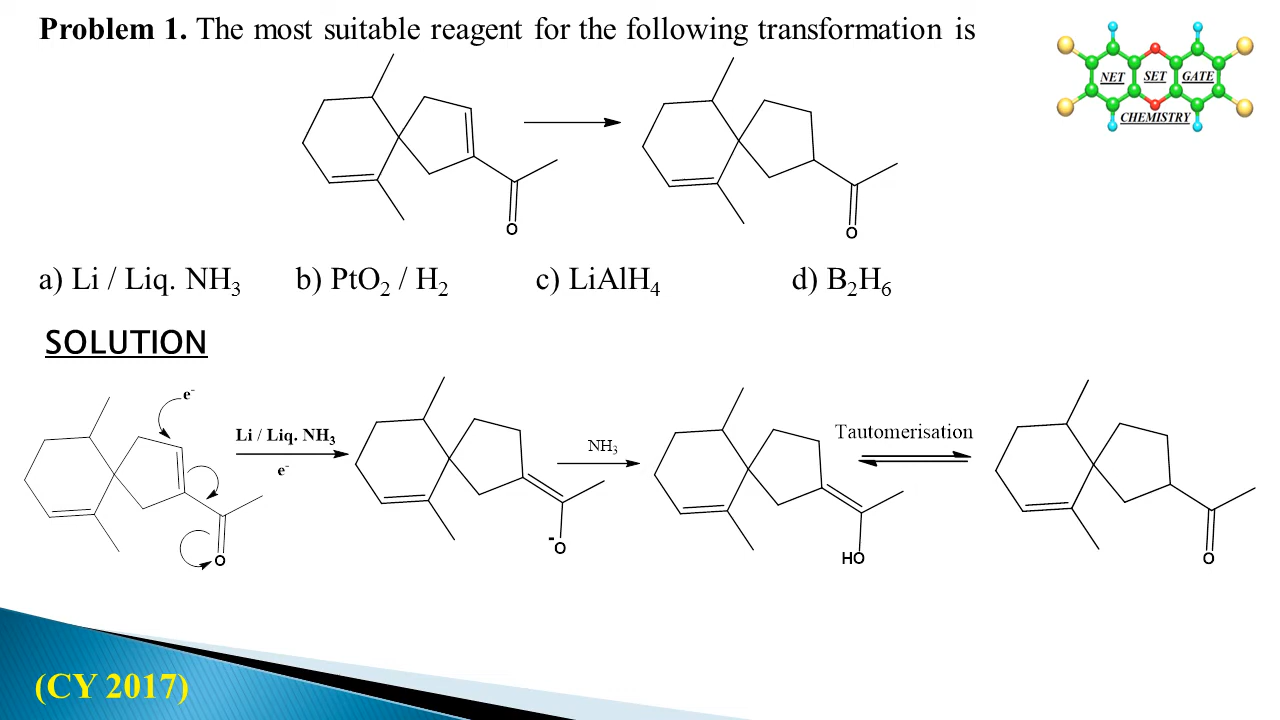 Problem 1. The most suitable reagent for the following transformation is
NET SET GATE
CHEMISTRY
O
O
a) Li / Liq. NH₃ b) PtO₂ / H₂ c) LiAlH₄ d) B₂H₆
SOLUTION
e⁻
Li / Liq. NH₃
e⁻
NH₃
Tautomerisation
O
-O
HO
O
(CY 2017)